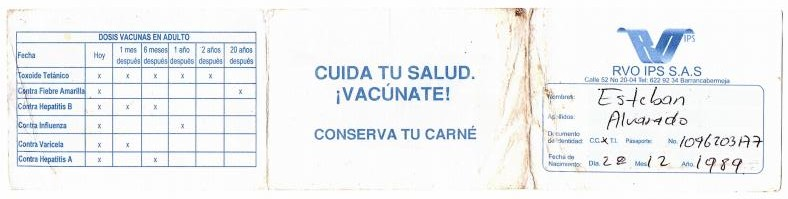 DOSIS VACUNAS EN ADULTO
Fecha Hoy 1 mes después 6 meses después 1 año después 2 años después 20 años después
Toxoide Tetánico x x x x x
Contra Fiebre Amarilla x x
Contra Hepatitis B x x x
Contra Influenza x x
Contra Varicela x x
Contra Hepatitis A x x
CUIDA TU SALUD.
¡VACÚNATE!
CONSERVA TU CARNÉ
RVO IPS
RVO IPS S.A.S
Calle 52 No 20-04 Tel: 622 92 34 Barrancabermeja
Nombres: Esteban
Apellidos: Alvarado
Documento de Identidad: C.C. x T.I. Pasaporte: No. 1096203177
Fecha de Nacimiento: Día. 28 Mes. 12 Año. 1989